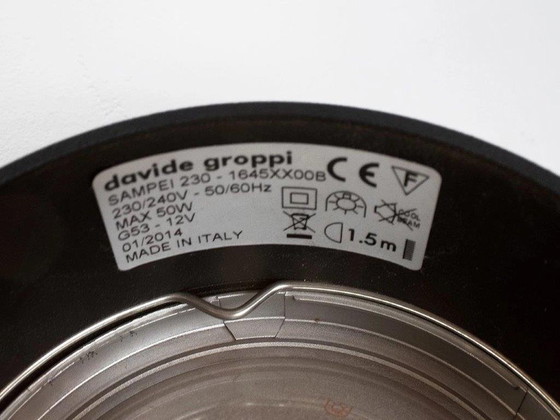 davide groppi
SAMPEI 230 - 1645XX00B
230/240V - 50/60Hz
MAX 50W
G53 - 12V
01/2014
MADE IN ITALY
CE
F
1.5m